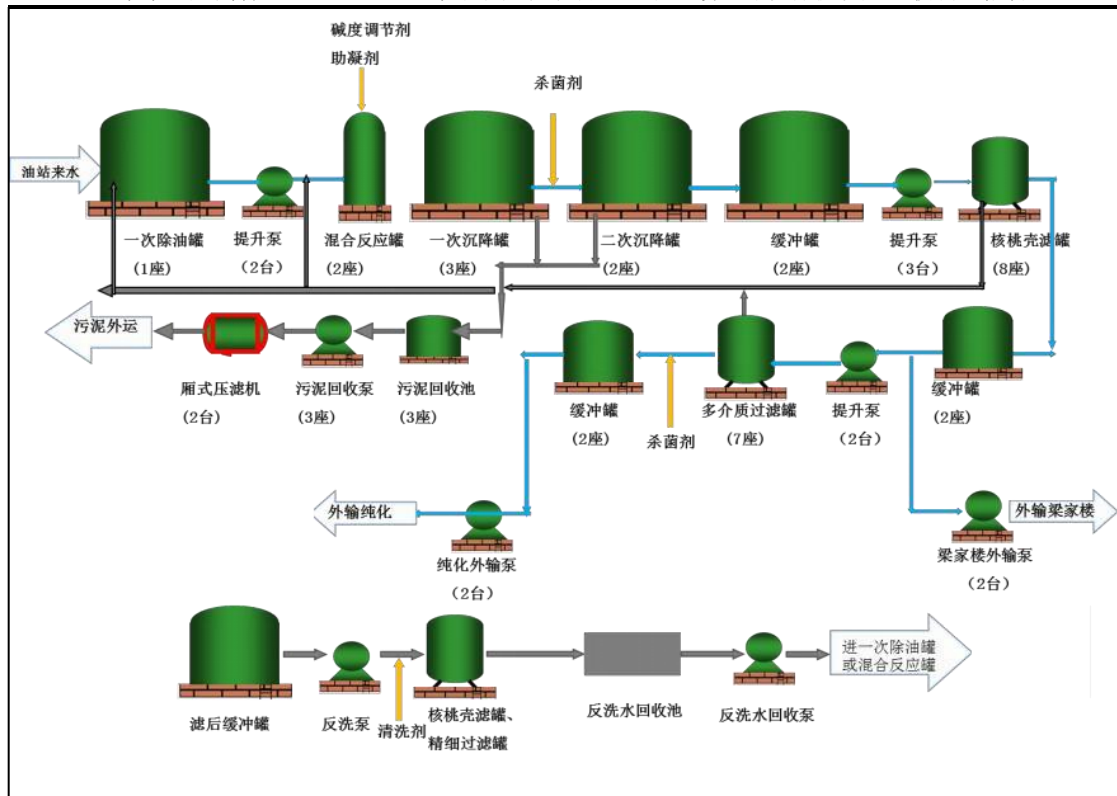 碱度调节剂
助凝剂
杀菌剂
油站来水
一次除油罐
(1座)
提升泵
（2台）
混合反应罐
(2座)
一次沉降罐
(3座)
二次沉降罐
(2座)
缓冲罐
(2座)
提升泵
(3台)
核桃壳滤罐
(8座)
污泥外运
厢式压滤机
(2台)
污泥回收泵
(3座)
污泥回收池
(3座)
缓冲罐
(2座)
杀菌剂
多介质过滤罐
(7座)
提升泵
(2台)
缓冲罐
(2座)
外输纯化
纯化外输泵
（2台）
外输梁家楼
梁家楼外输泵
（2台）
滤后缓冲罐
反洗泵
清洗剂
核桃壳滤罐、
精细过滤罐
反洗水回收池
反洗水回收泵
进一次除油罐
或混合反应罐